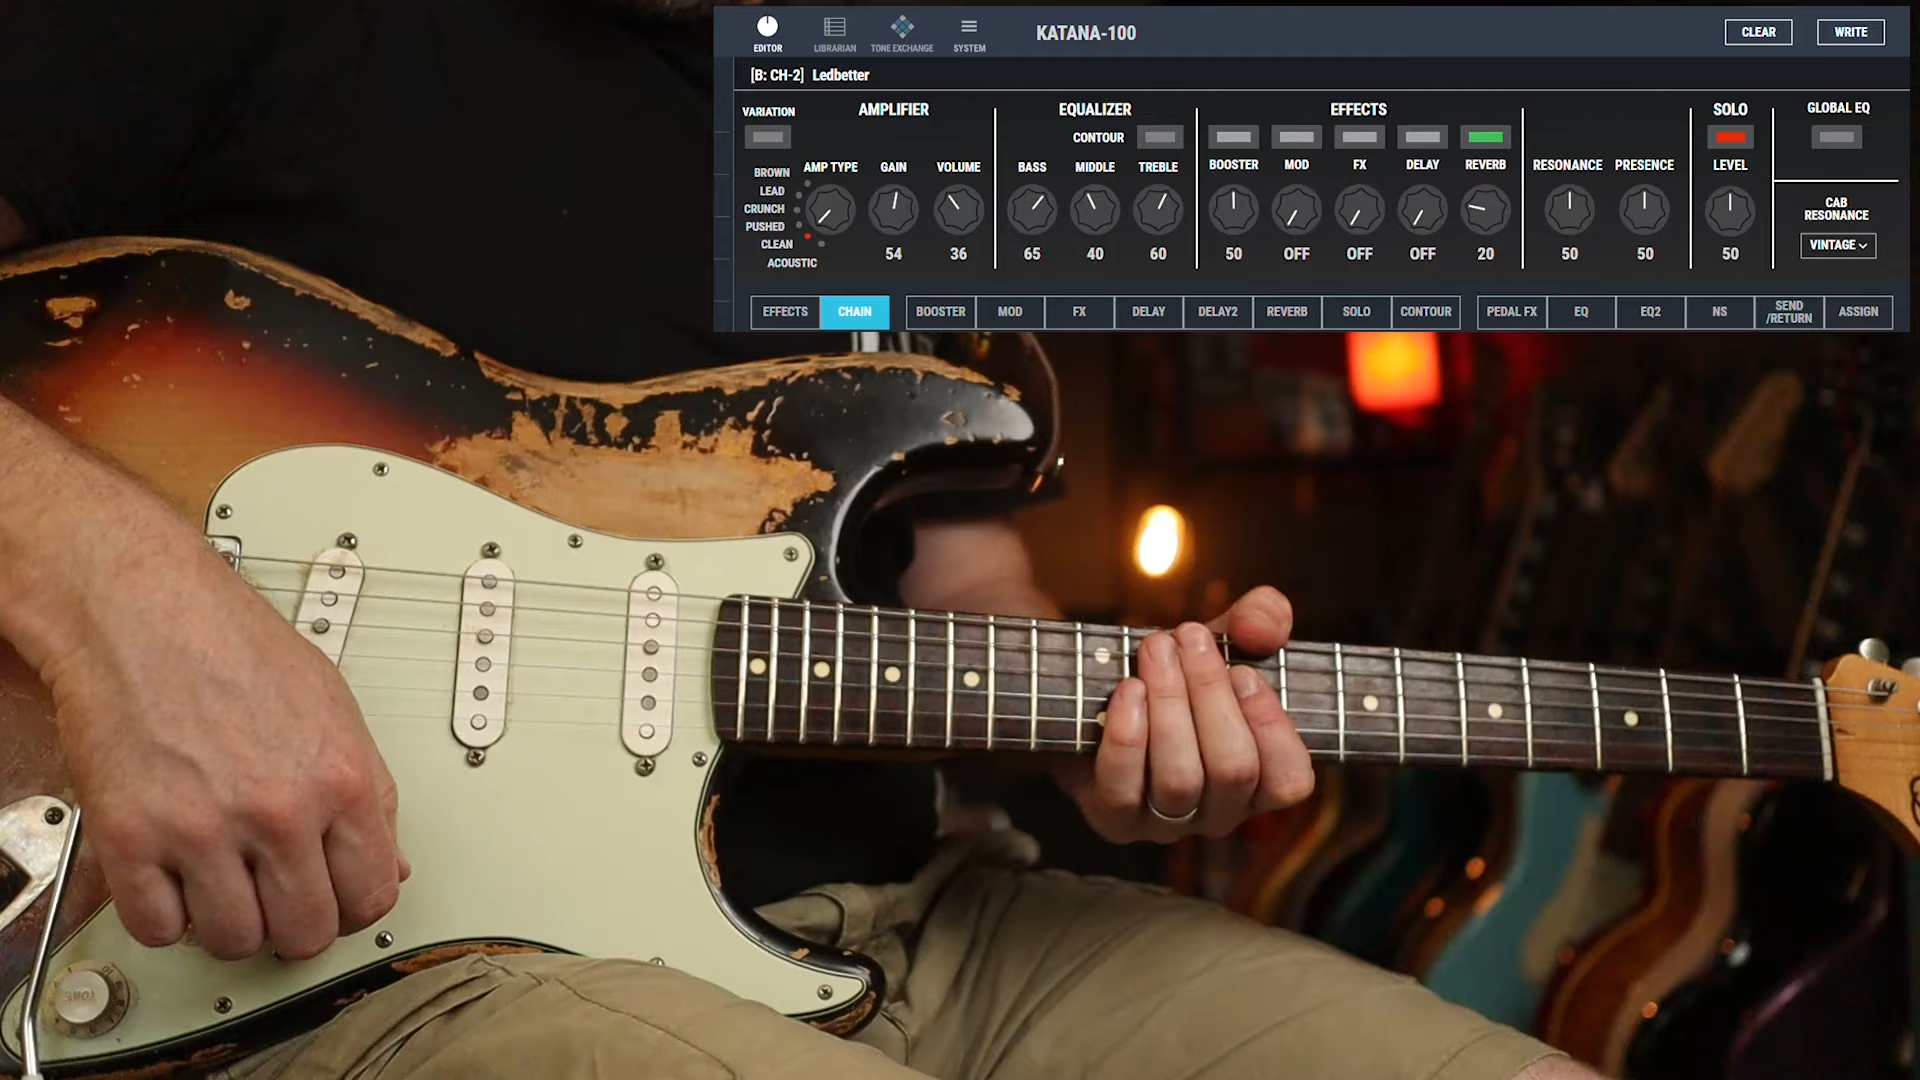 EDITOR
LIBRARIAN
TONE EXCHANGE
SYSTEM
KATANA-100
CLEAR
WRITE
[B: CH-2] Ledbetter
VARIATION
AMPLIFIER
EQUALIZER
EFFECTS
SOLO
GLOBAL EQ
CONTOUR
AMP TYPE
GAIN
VOLUME
BASS
MIDDLE
TREBLE
BOOSTER
MOD
FX
DELAY
REVERB
RESONANCE
PRESENCE
LEVEL
BROWN
LEAD
CRUNCH
PUSHED
CLEAN
ACOUSTIC
CAB
RESONANCE
VINTAGE
54
36
65
40
60
50
OFF
OFF
OFF
20
50
50
50
EFFECTS
CHAIN
BOOSTER
MOD
FX
DELAY
DELAY2
REVERB
SOLO
CONTOUR
PEDAL FX
EQ
EQ2
NS
SEND
/RETURN
ASSIGN
TONE